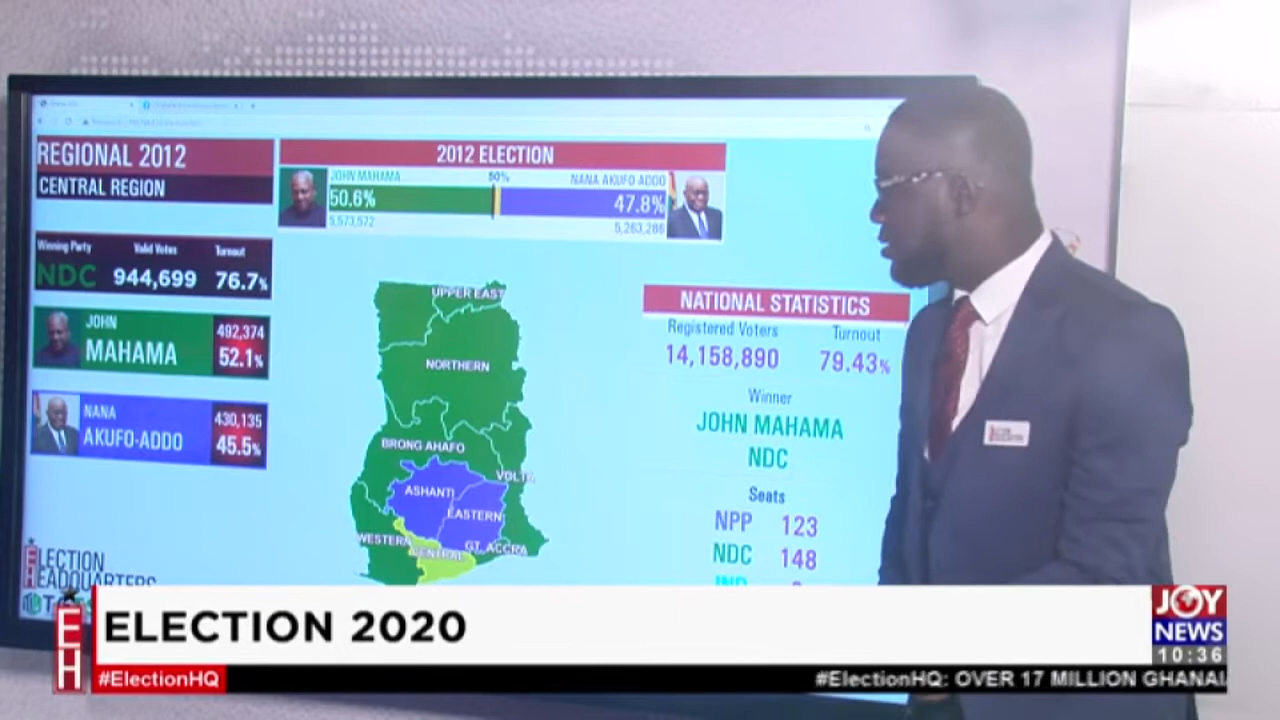 REGIONAL 2012
CENTRAL REGION
Winning Party Valid Votes Turnout
NDC 944,699 76.7%
JOHN
MAHAMA
492,374
52.1%
NANA
AKUFO-ADDO
430,135
45.5%
2012 ELECTION
JOHN MAHAMA 50% NANA AKUFO-ADDO
50.6% 47.8%
5,573,572 5,263,286
UPPER EAST
NORTHERN
BRONG AHAFO
VOLTA
ASHANTI
EASTERN
WESTERN
CENTRAL
GT. ACCRA
NATIONAL STATISTICS
Registered Voters Turnout
14,158,890 79.43%
Winner
JOHN MAHAMA
NDC
Seats
NPP 123
NDC 148
ELECTION 2020
EH
#ElectionHQ
#ElectionHQ: OVER 17 MILLION GHANAI
JOY
NEWS
10:36